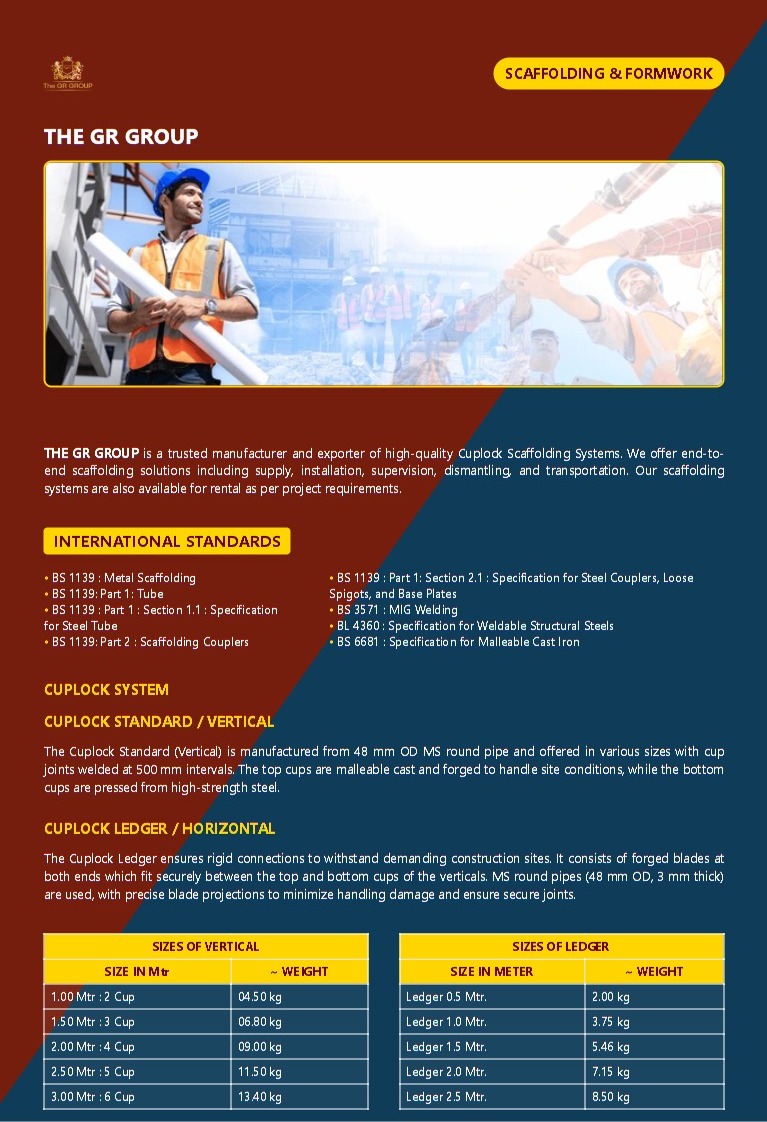 The GR GROUP
SCAFFOLDING & FORMWORK
THE GR GROUP
THE GR GROUP is a trusted manufacturer and exporter of high-quality Cuplock Scaffolding Systems. We offer end-to-
end scaffolding solutions including supply, installation, supervision, dismantling, and transportation. Our scaffolding
systems are also available for rental as per project requirements.
INTERNATIONAL STANDARDS
• BS 1139 : Metal Scaffolding
• BS 1139: Part 1: Tube
• BS 1139 : Part 1 : Section 1.1 : Specification
for Steel Tube
• BS 1139: Part 2 : Scaffolding Couplers
• BS 1139 : Part 1: Section 2.1 : Specification for Steel Couplers, Loose
Spigots, and Base Plates
• BS 3571 : MIG Welding
• BL 4360 : Specification for Weldable Structural Steels
• BS 6681 : Specification for Malleable Cast Iron
CUPLOCK SYSTEM
CUPLOCK STANDARD / VERTICAL
The Cuplock Standard (Vertical) is manufactured from 48 mm OD MS round pipe and offered in various sizes with cup
joints welded at 500 mm intervals. The top cups are malleable cast and forged to handle site conditions, while the bottom
cups are pressed from high-strength steel.
CUPLOCK LEDGER / HORIZONTAL
The Cuplock Ledger ensures rigid connections to withstand demanding construction sites. It consists of forged blades at
both ends which fit securely between the top and bottom cups of the verticals. MS round pipes (48 mm OD, 3 mm thick)
are used, with precise blade projections to minimize handling damage and ensure secure joints.
SIZES OF VERTICAL
SIZE IN Mtr ~ WEIGHT
1.00 Mtr : 2 Cup 04.50 kg
1.50 Mtr : 3 Cup 06.80 kg
2.00 Mtr : 4 Cup 09.00 kg
2.50 Mtr : 5 Cup 11.50 kg
3.00 Mtr : 6 Cup 13.40 kg
SIZES OF LEDGER
SIZE IN METER ~ WEIGHT
Ledger 0.5 Mtr. 2.00 kg
Ledger 1.0 Mtr. 3.75 kg
Ledger 1.5 Mtr. 5.46 kg
Ledger 2.0 Mtr. 7.15 kg
Ledger 2.5 Mtr. 8.50 kg